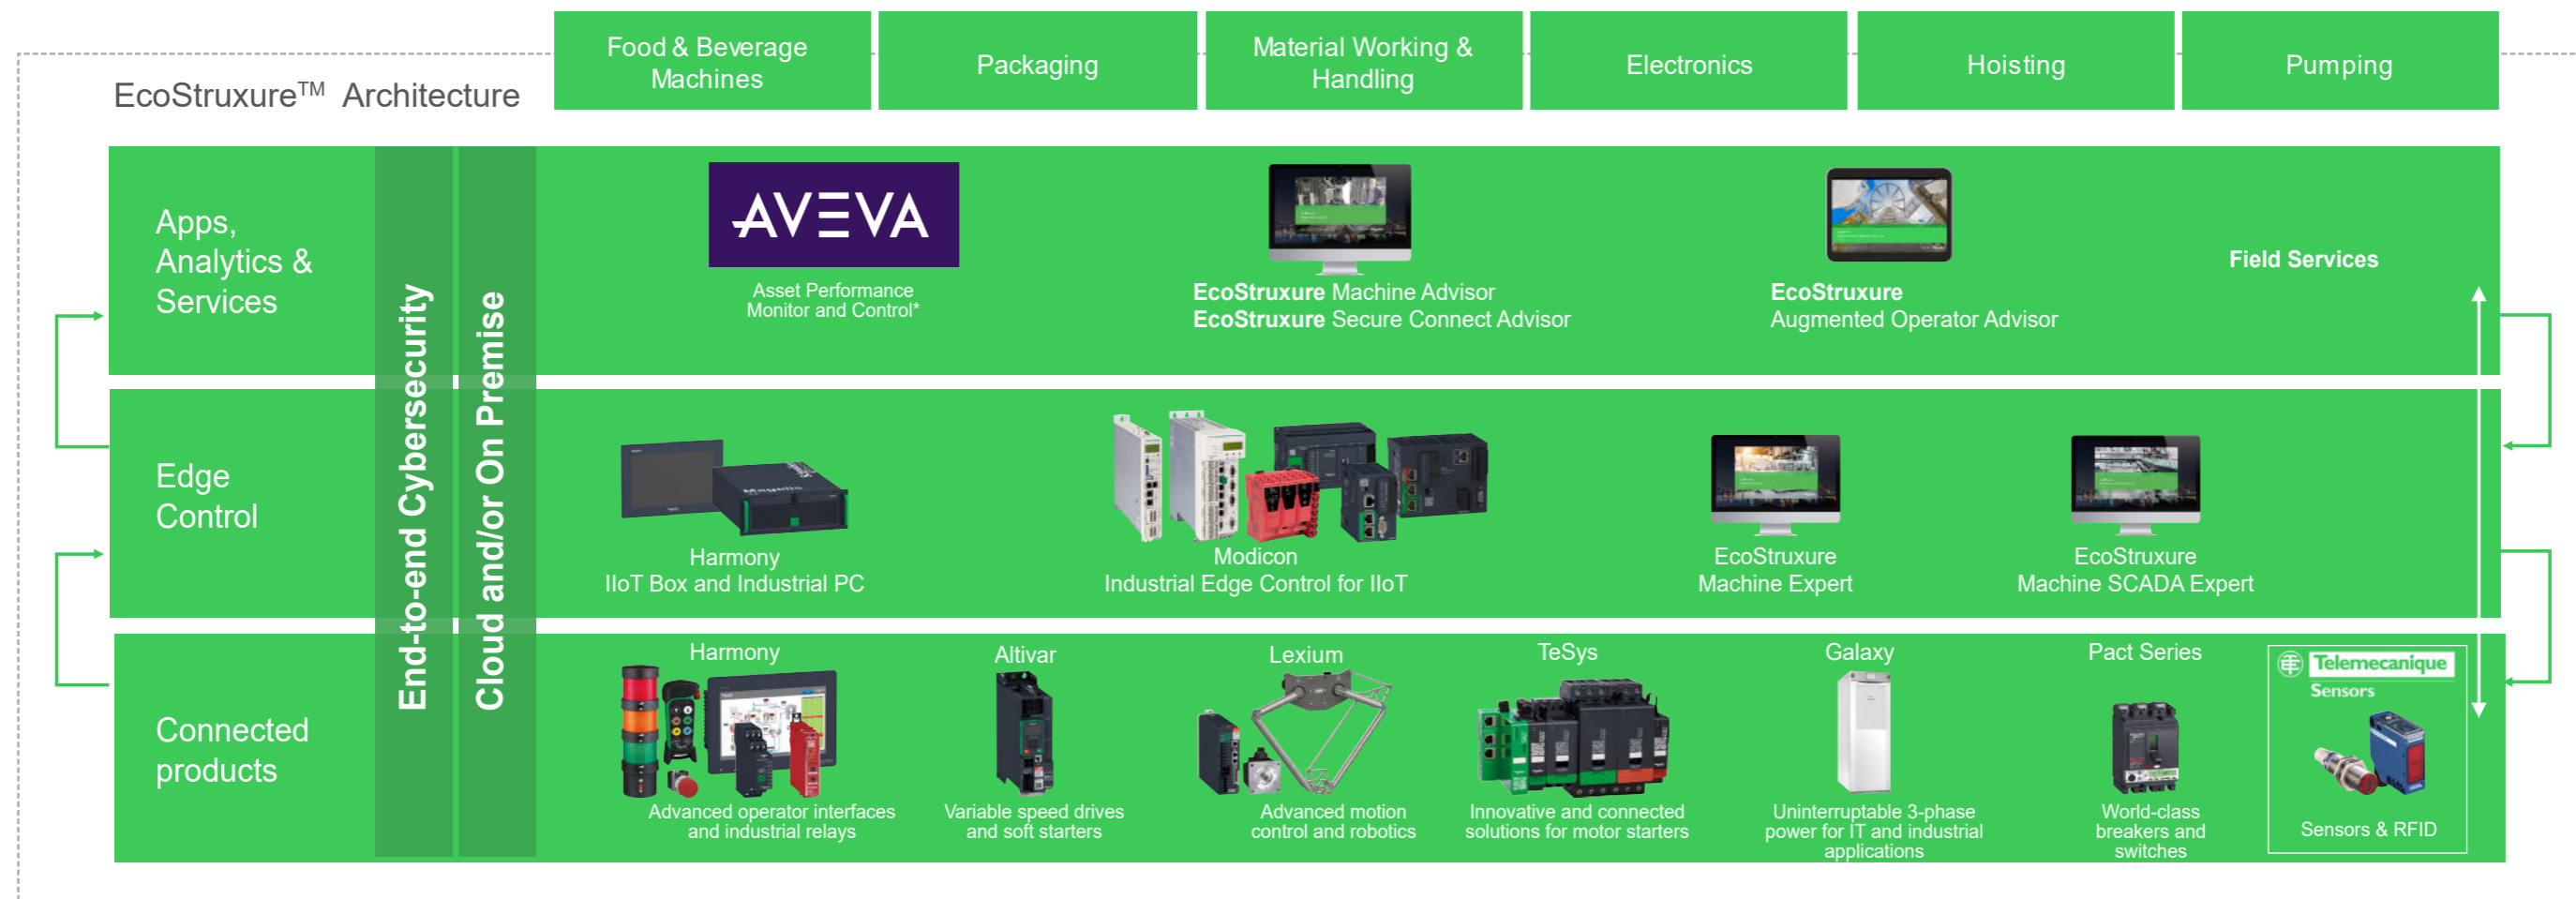 Food & Beverage
Machines
Packaging
Material Working &
Handling
Electronics
Hoisting
Pumping
EcoStruxure™ Architecture
Apps,
Analytics &
Services
End-to-end Cybersecurity
Cloud and/or On Premise
AVEVA
Asset Performance
Monitor and Control*
EcoStruxure Machine Advisor
EcoStruxure Secure Connect Advisor
EcoStruxure
Augmented Operator Advisor
Field Services
Edge
Control
Magelis
Harmony
IIoT Box and Industrial PC
Modicon
Industrial Edge Control for IIoT
EcoStruxure
Machine Expert
EcoStruxure
Machine SCADA Expert
Connected
products
Harmony
Advanced operator interfaces
and industrial relays
Altivar
Variable speed drives
and soft starters
Lexium
Advanced motion
control and robotics
TeSys
Innovative and connected
solutions for motor starters
Galaxy
Uninterruptable 3-phase
power for IT and industrial
applications
Pact Series
World-class
breakers and
switches
Telemecanique
Sensors
Sensors & RFID